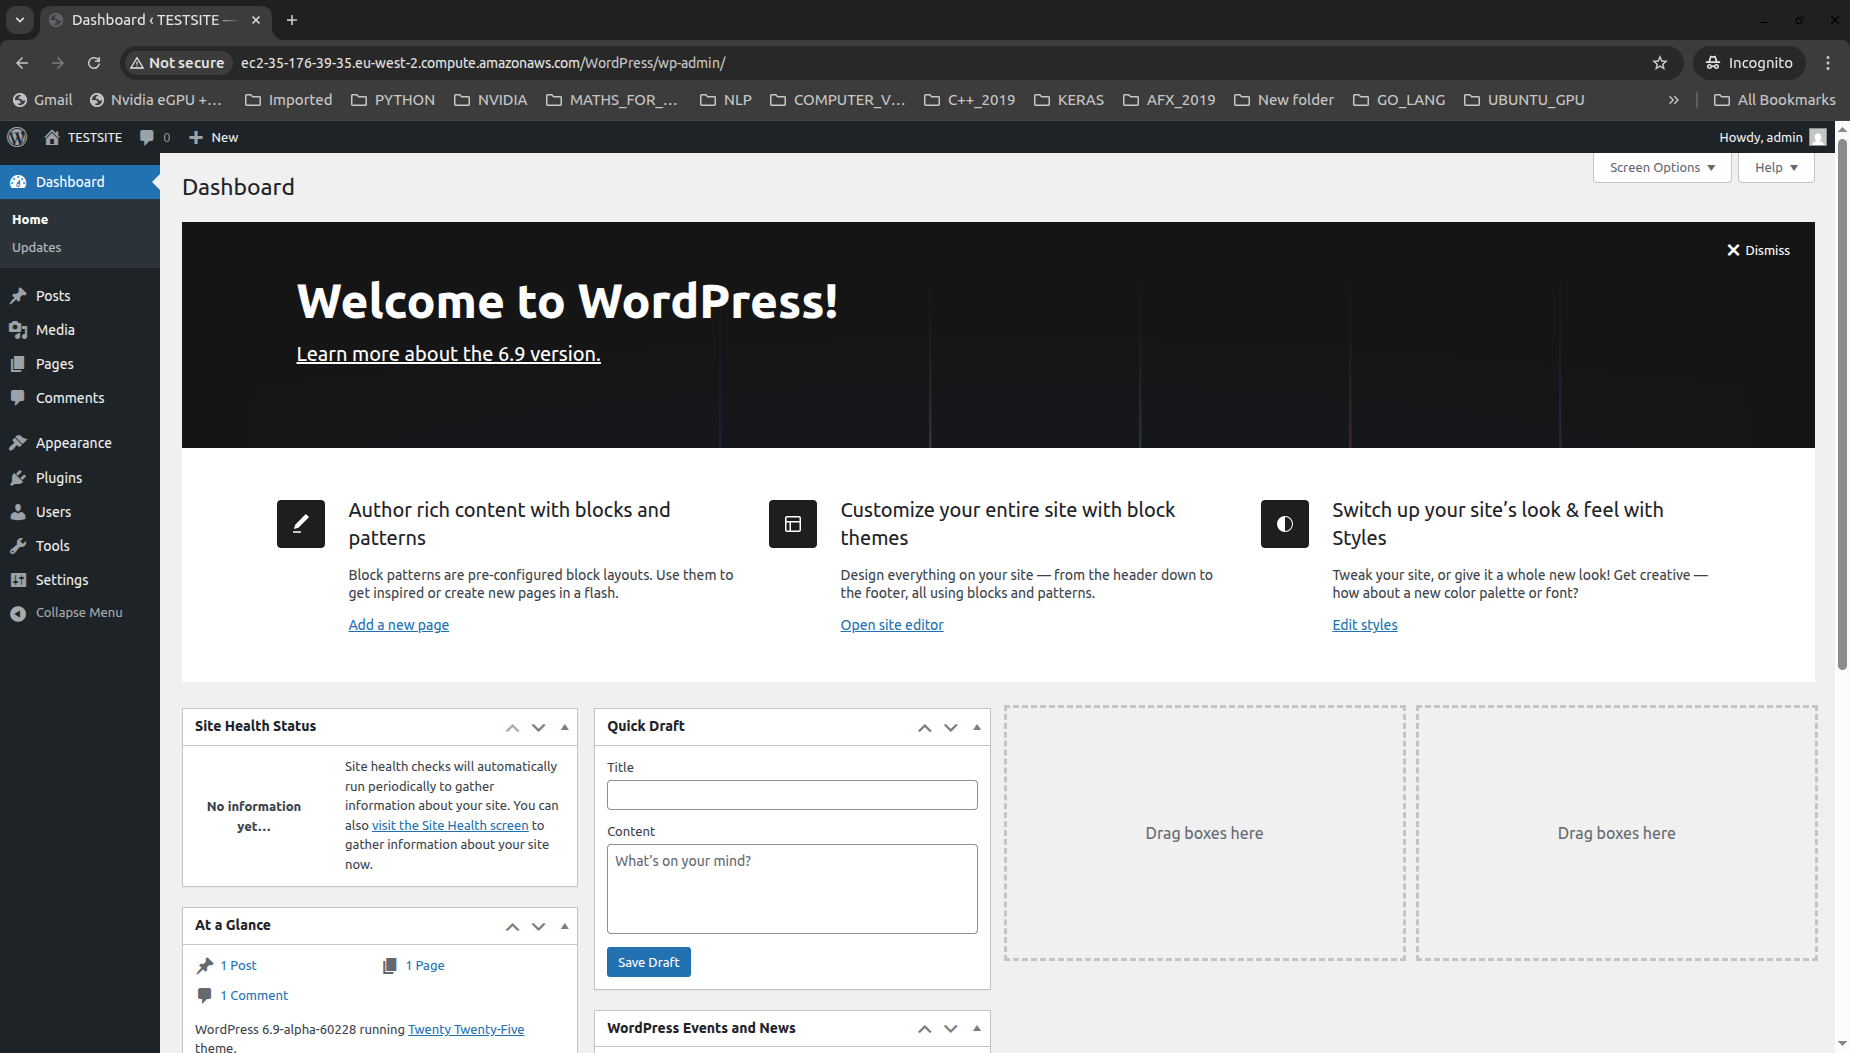 Dashboard ‹ TESTSITE —
Not secure ec2-35-176-39-35.eu-west-2.compute.amazonaws.com/WordPress/wp-admin/ Incognito
Gmail Nvidia eGPU +... Imported PYTHON NVIDIA MATHS_FOR_... NLP COMPUTER_V... C++_2019 KERAS AFX_2019 New folder GO_LANG UBUNTU_GPU » All Bookmarks
TESTSITE 0 New Howdy, admin
Screen Options Help
Dashboard
Home
Updates
Posts
Media
Pages
Comments
Appearance
Plugins
Users
Tools
Settings
Collapse Menu
Dashboard
Dismiss
Welcome to WordPress!
Learn more about the 6.9 version.
Author rich content with blocks and
patterns
Block patterns are pre-configured block layouts. Use them to
get inspired or create new pages in a flash.
Add a new page
Customize your entire site with block
themes
Design everything on your site — from the header down to
the footer, all using blocks and patterns.
Open site editor
Switch up your site’s look & feel with
Styles
Tweak your site, or give it a whole new look! Get creative —
how about a new color palette or font?
Edit styles
Site Health Status
No information
yet…
Site health checks will automatically
run periodically to gather
information about your site. You can
also visit the Site Health screen to
gather information about your site
now.
At a Glance
1 Post 1 Page
1 Comment
WordPress 6.9-alpha-60228 running Twenty Twenty-Five
theme.
Quick Draft
Title
Content
What’s on your mind?
Save Draft
WordPress Events and News
Drag boxes here
Drag boxes here